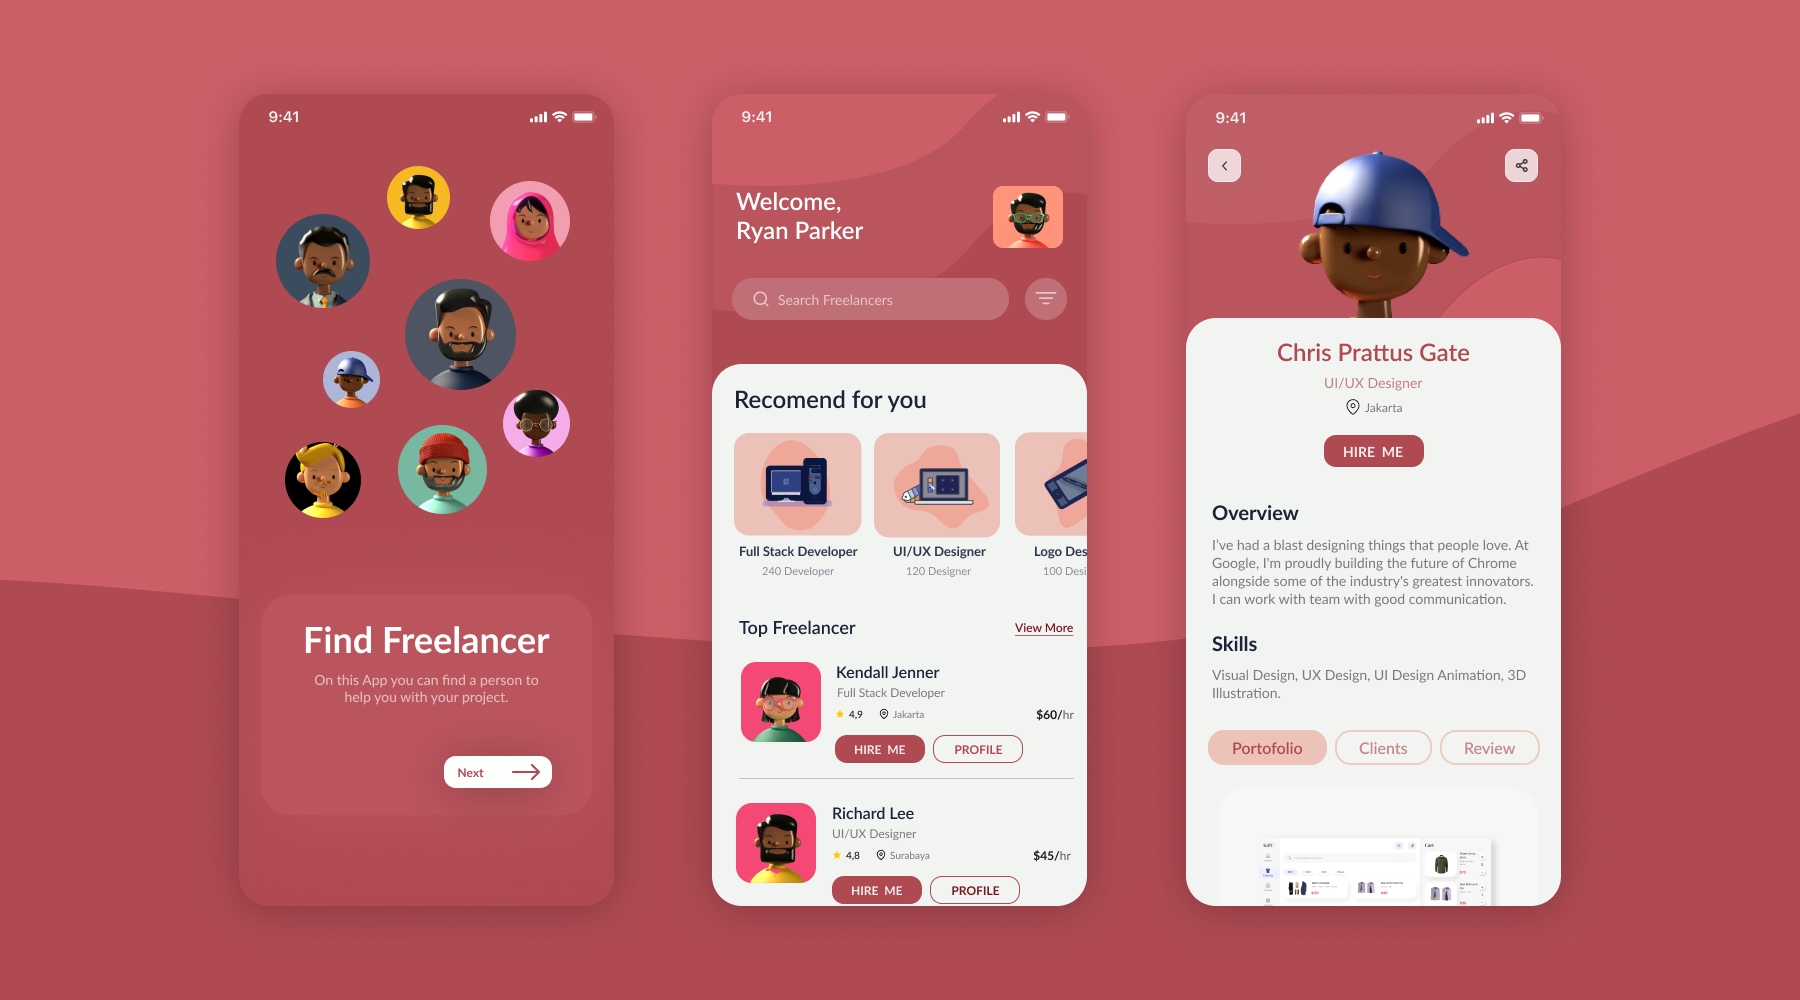 9:41
Find Freelancer
On this App you can find a person to
help you with your project.
Next
9:41
Welcome,
Ryan Parker
Search Freelancers
Recomend for you
Full Stack Developer
240 Developer
UI/UX Designer
120 Designer
Logo Des
100 Desi
Top Freelancer
View More
Kendall Jenner
Full Stack Developer
4,9 Jakarta
$60/hr
HIRE ME
PROFILE
Richard Lee
UI/UX Designer
4,8 Surabaya
$45/hr
HIRE ME
PROFILE
9:41
Chris Prattus Gate
UI/UX Designer
Jakarta
HIRE ME
Overview
I've had a blast designing things that people love. At
Google, I'm proudly building the future of Chrome
alongside some of the industry's greatest innovators.
I can work with team with good communication.
Skills
Visual Design, UX Design, UI Design Animation, 3D
Illustration.
Portofolio
Clients
Review
Cart